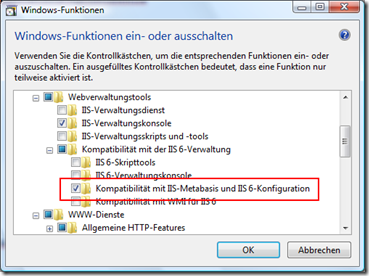 Windows-Funktionen
Windows-Funktionen ein- oder ausschalten
Verwenden Sie die Kontrollkästchen, um die entsprechenden Funktionen ein- oder
auszuschalten. Ein ausgefülltes Kontrollkästchen bedeutet, dass eine Funktion nur
teilweise aktiviert ist.
Webverwaltungstools
IIS-Verwaltungsdienst
IIS-Verwaltungskonsole
IIS-Verwaltungsskripts und -tools
Kompatibilität mit der IIS 6-Verwaltung
IIS 6-Skripttools
IIS 6-Verwaltungskonsole
Kompatibilität mit IIS-Metabasis und IIS 6-Konfiguration
Kompatibilität mit WMI für IIS 6
WWW-Dienste
Allgemeine HTTP-Features
OK
Abbrechen